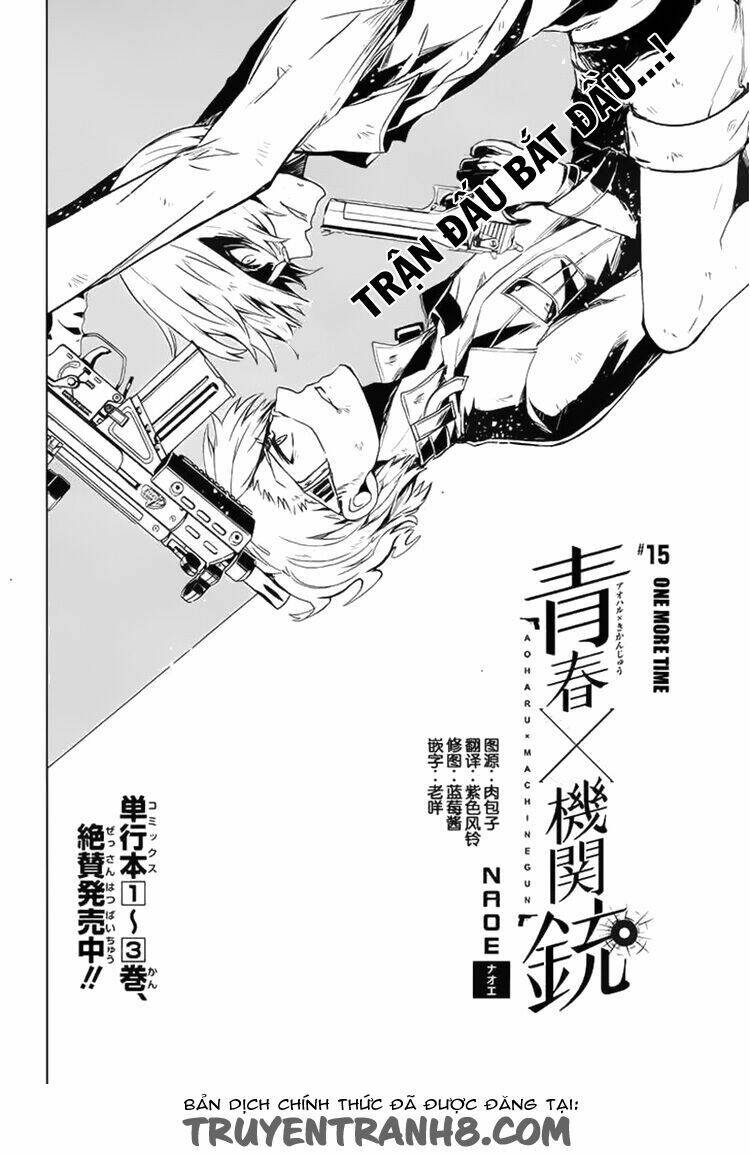 TRẬN ĐẤU BẮT ĐẦU...!
#15 ONE MORE TIME
青春×機関銃
アオハル×きかんじゅう
AOHARU×MACHINEGUN
NAOE
ナオエ
图源：肉包子
翻译：紫色风铃
修图：蓝莓酱
嵌字：老咩
単行本1～3巻、
コミックス
かん
絶賛発売中!!
ぜっさんはつばいちゅう
BẢN DỊCH CHÍNH THỨC ĐÃ ĐƯỢC ĐĂNG TẠI:
TRUYENTRANH8.COM